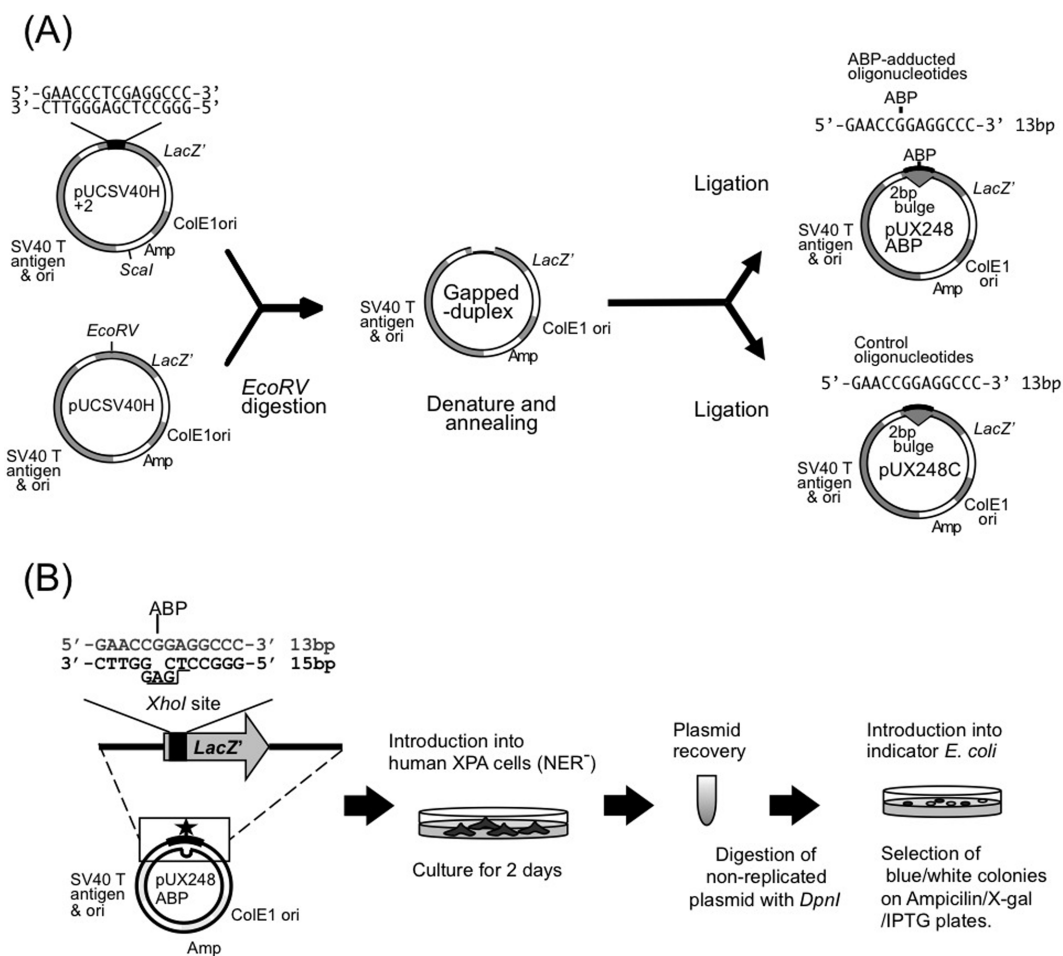 (A)
5’-GAACCCTCGAGGCCC-3’
3’-CTTGGGAGCTCCGGG-5’
LacZ’
pUCSV40H
+2
ColE1ori
SV40 T
antigen
& ori
Amp
ScaI
EcoRV
LacZ’
pUCSV40H
ColE1ori
Amp
SV40 T
antigen
& ori
EcoRV
digestion
LacZ’
Gapped
-duplex
SV40 T
antigen
& ori
ColE1 ori
Amp
Denature and
annealing
Ligation
Ligation
ABP-adducted
oligonucleotides
ABP
5’-GAACCGGAGGCCC-3’ 13bp
ABP
LacZ’
2bp
bulge
pUX248
ABP
SV40 T
antigen
& ori
ColE1
ori
Amp
Control
oligonucleotides
5’-GAACCGGAGGCCC-3’ 13bp
2bp
bulge
LacZ’
pUX248C
SV40 T
antigen
& ori
ColE1
ori
Amp
(B)
ABP
5’-GAACCGGAGGCCC-3’ 13bp
3’-CTTGG CTCCGGG-5’ 15bp
GAG
XhoI site
LacZ’
SV40 T
antigen
& ori
pUX248
ABP
ColE1 ori
Amp
Introduction into
human XPA cells (NER⁻)
Culture for 2 days
Plasmid
recovery
Digestion of
non-replicated
plasmid with DpnI
Introduction into
indicator E. coli
Selection of
blue/white colonies
on Ampicilin/X-gal
/IPTG plates.